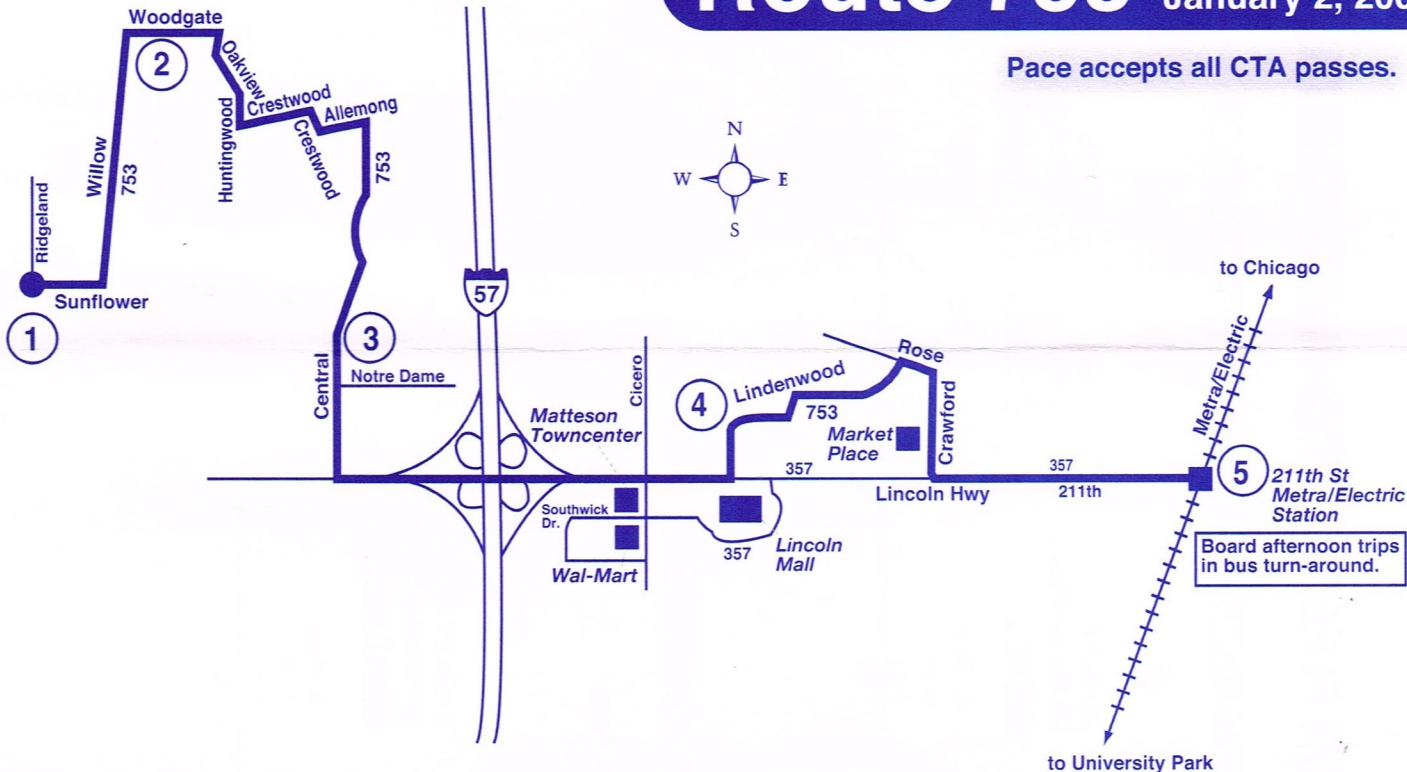 Route 753 January 2, 200
Pace accepts all CTA passes.
Woodgate
2
Oakview
Crestwood
Allemong
Huntingwood
Crestwood
753
Willow
753
Ridgeland
Sunflower
1
N
W E
S
57
to Chicago
3
Central
Notre Dame
Cicero
Matteson
Towncenter
4
Lindenwood
753
Rose
Crawford
Market
Place
Metra/Electric
357
Lincoln Hwy
357
211th
5
211th St
Metra/Electric
Station
Board afternoon trips
in bus turn-around.
Southwick
Dr.
Wal-Mart
357
Lincoln
Mall
to University Park